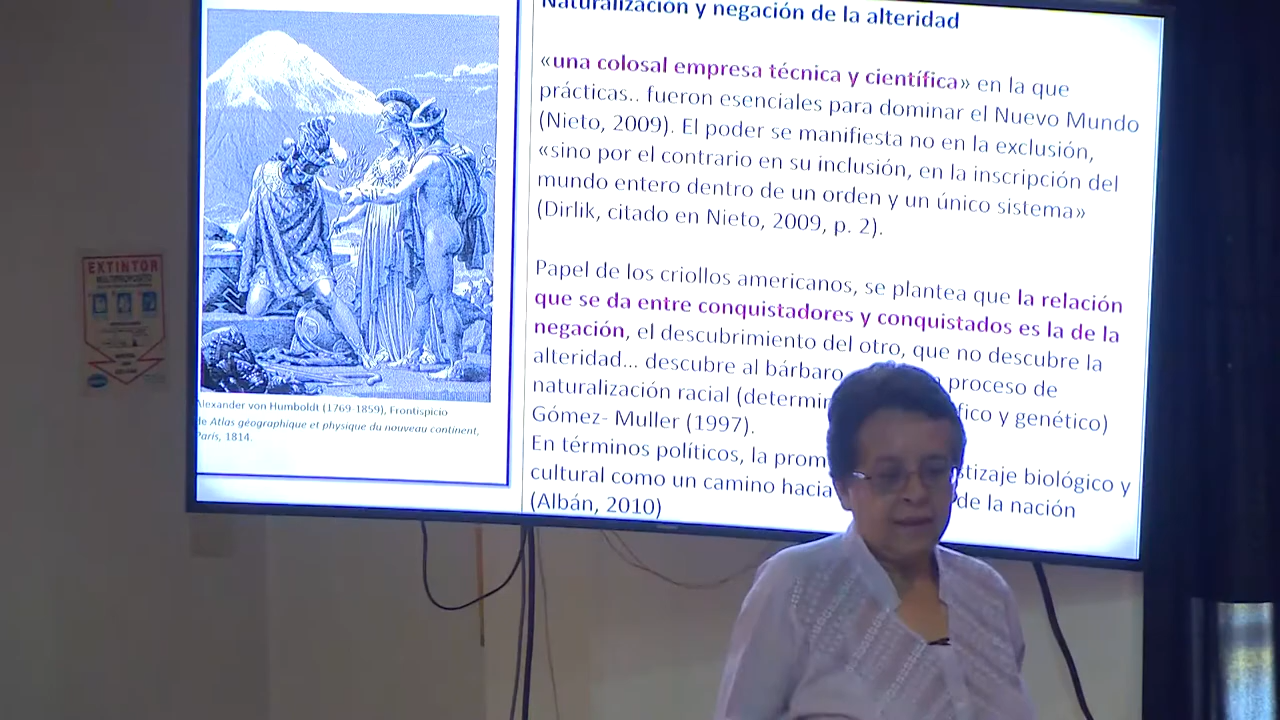 Naturalización y negación de la alteridad
«una colosal empresa técnica y científica» en la que
prácticas.. fueron esenciales para dominar el Nuevo Mundo
(Nieto, 2009). El poder se manifiesta no en la exclusión,
«sino por el contrario en su inclusión, en la inscripción del
mundo entero dentro de un orden y un único sistema»
(Dirlik, citado en Nieto, 2009, p. 2).
Papel de los criollos americanos, se plantea que la relación
que se da entre conquistadores y conquistados es la de la
negación, el descubrimiento del otro, que no descubre la
alteridad... descubre al bárbaro proceso de
naturalización racial (determin fico y genético)
Gómez- Muller (1997).
En términos políticos, la prom stizaje biológico y
cultural como un camino hacia de la nación
(Albán, 2010)
Alexander von Humboldt (1769-1859), Frontispicio
de Atlas géographique et physique du nouveau continent,
París, 1814.
EXTINTOR
MULTIPROPOSITO